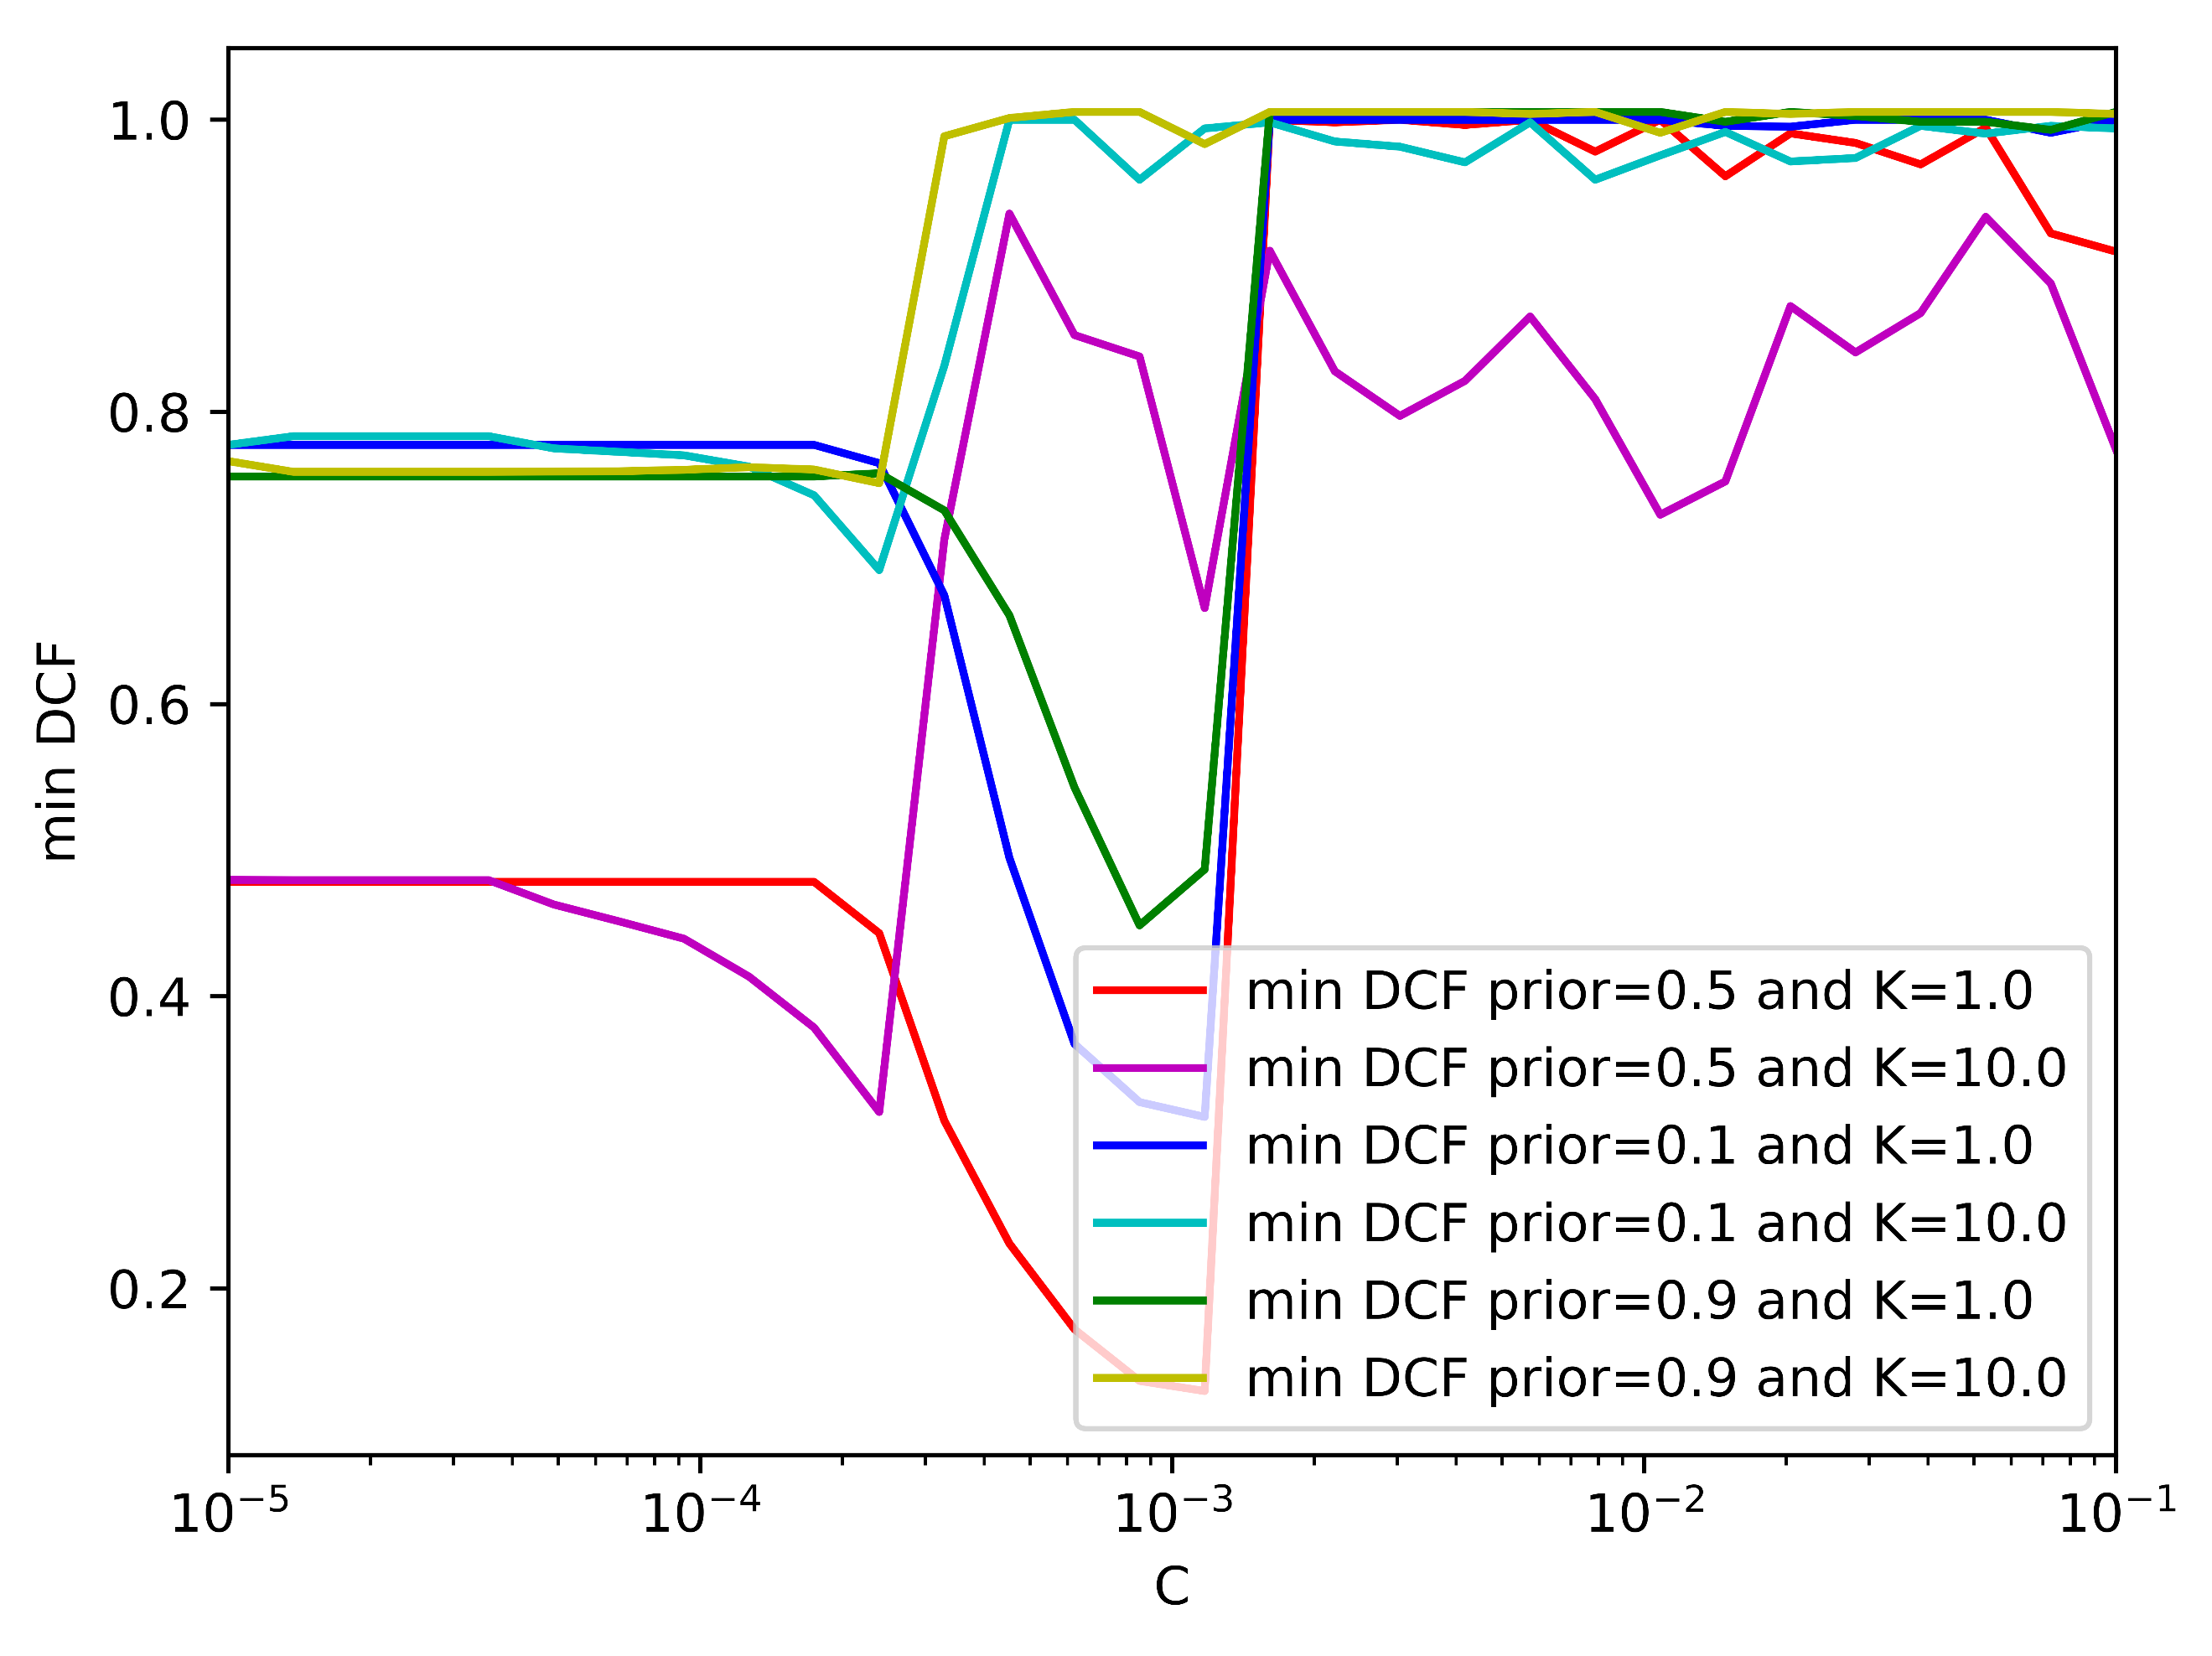 1.0
0.8
0.6
0.4
0.2
min DCF
min DCF prior=0.5 and K=1.0
min DCF prior=0.5 and K=10.0
min DCF prior=0.1 and K=1.0
min DCF prior=0.1 and K=10.0
min DCF prior=0.9 and K=1.0
min DCF prior=0.9 and K=10.0
10⁻⁵ 10⁻⁴ 10⁻³ 10⁻² 10⁻¹
C